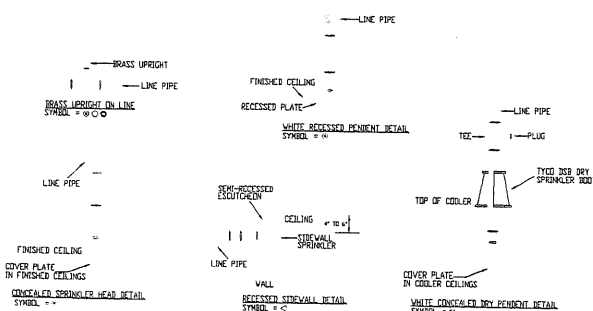 BRASS UPRIGHT
LINE PIPE
BRASS UPRIGHT ON LINE
SYMBOL =
LINE PIPE
FINISHED CEILING
RECESSED PLATE
WHITE RECESSED PENDENT DETAIL
SYMBOL =
LINE PIPE
TEE
PLUG
TYCO DSB DRY
SPRINKLER BOO
TOP OF COOLER
COVER PLATE
IN COOLER CEILINGS
WHITE CONCEALED DRY PENDENT DETAIL
SYMBOL =
LINE PIPE
FINISHED CEILING
COVER PLATE
IN FINISHED CEILINGS
CONCEALED SPRINKLER HEAD DETAIL
SYMBOL =
SEMI-RECESSED
ESCUTCHEON
CEILING
4" TO 6"
SIDEWALL
SPRINKLER
LINE PIPE
WALL
RECESSED SIDEWALL DETAIL
SYMBOL = <